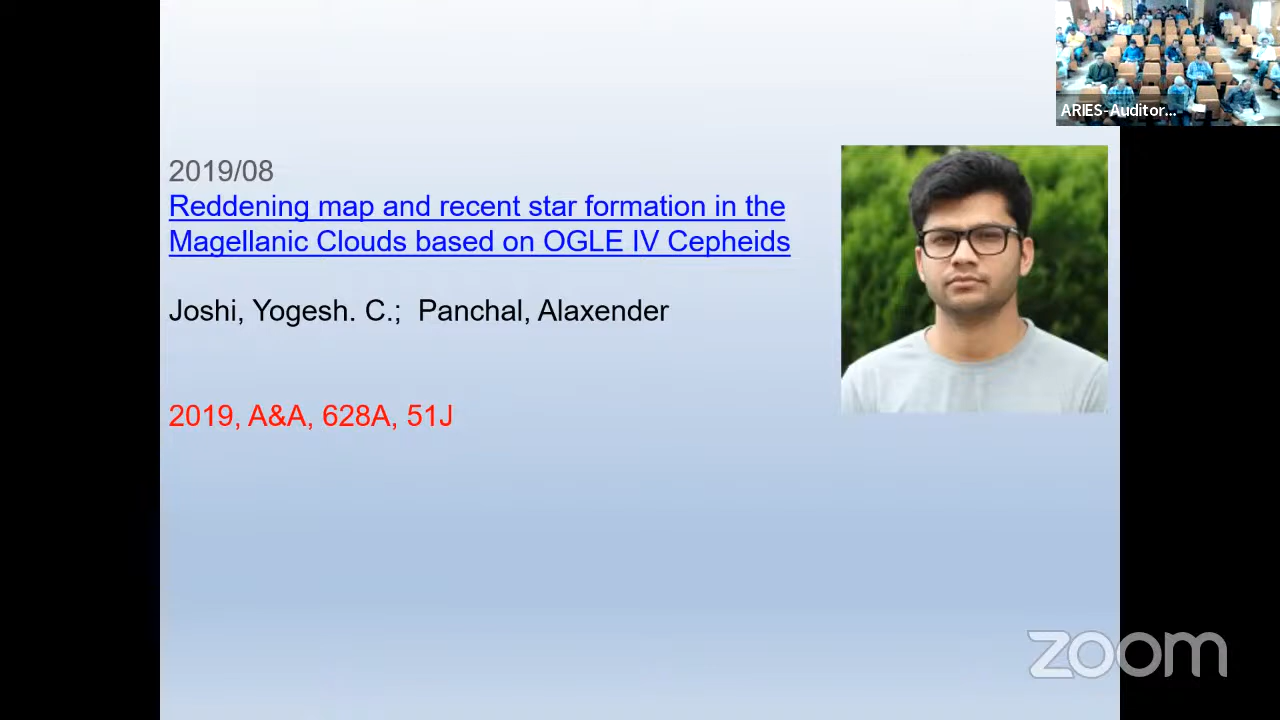 ARIES-Auditor...
2019/08
Reddening map and recent star formation in the
Magellanic Clouds based on OGLE IV Cepheids
Joshi, Yogesh. C.; Panchal, Alaxender
2019, A&A, 628A, 51J
zoom